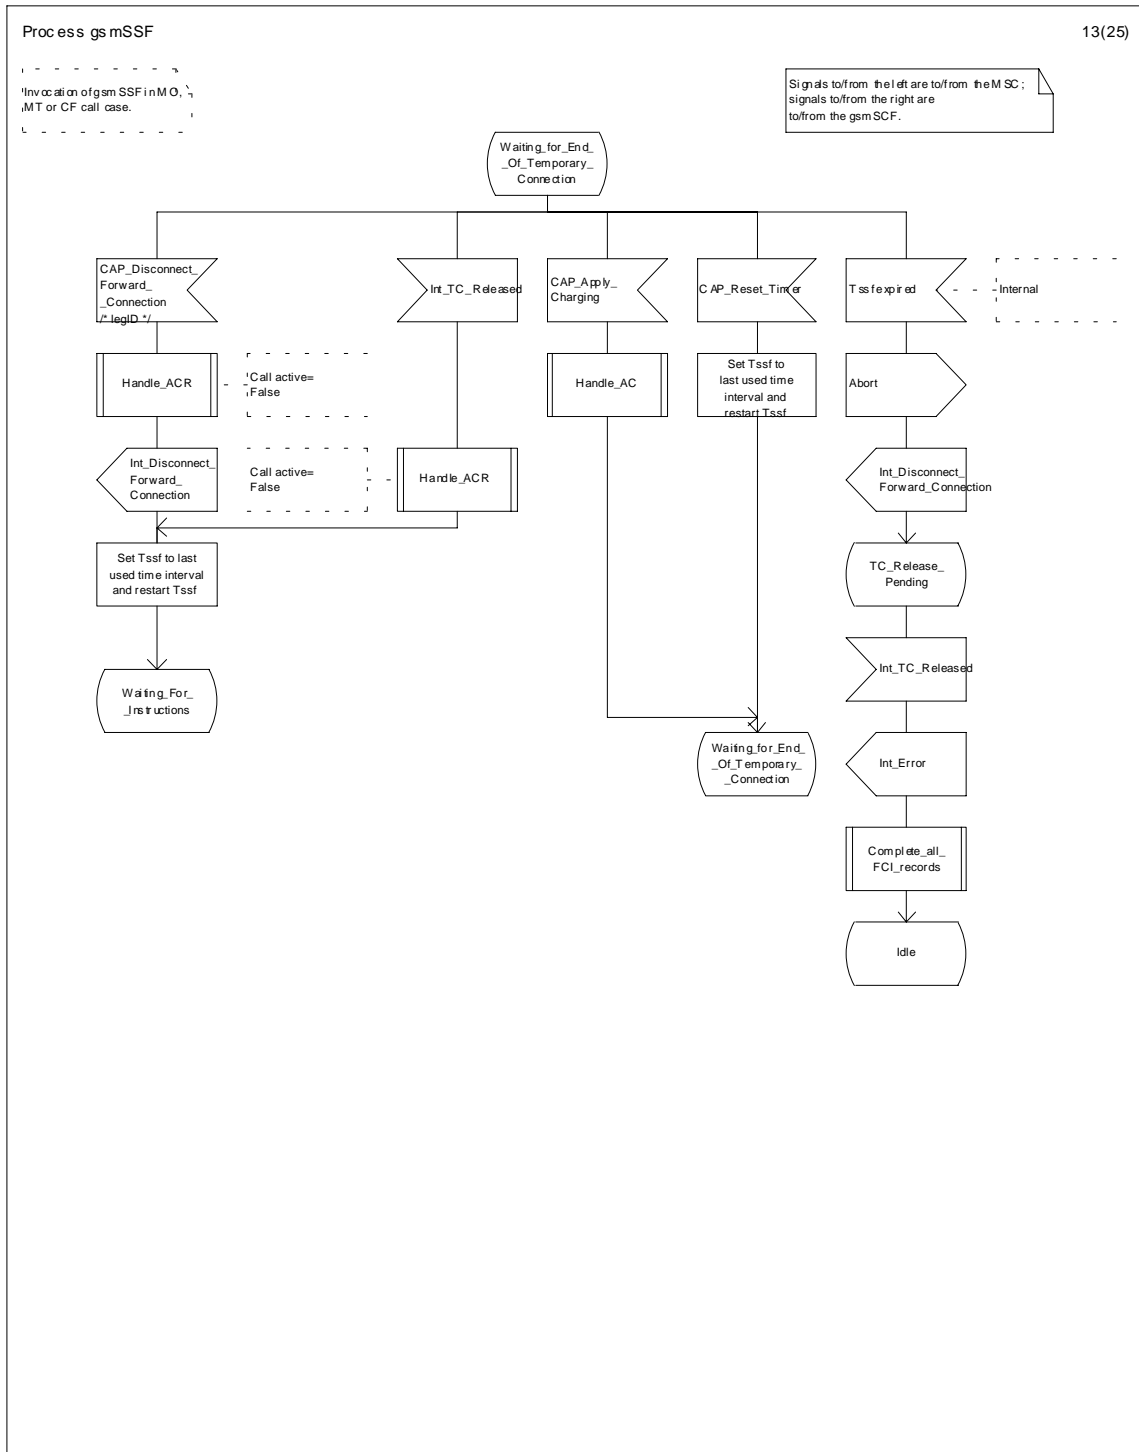 Process gsmSSF
13(25)
Invocation of gsmSSF in MO,
MT or CF call case.
Signals to/from the left are to/from the MSC;
signals to/from the right are
to/from the gsmSCF.
Waiting_for_End_
_Of_Temporary_
_Connection
CAP_Disconnect_
Forward_
_Connection
/* legID */
Int_TC_Released
CAP_Apply_
Charging
CAP_Reset_Timer
Tssf expired
Internal
Handle_ACR
Call active=
False
Handle_AC
Set Tssf to
last used time
interval and
restart Tssf
Abort
Int_Disconnect_
Forward_
Connection
Call active=
False
Handle_ACR
Int_Disconnect_
Forward_Connection
Set Tssf to last
used time interval
and restart Tssf
TC_Release_
Pending
Int_TC_Released
Waiting_For_
_Instructions
Waiting_for_End_
_Of_Temporary_
_Connection
Int_Error
Complete_all_
FCI_records
Idle